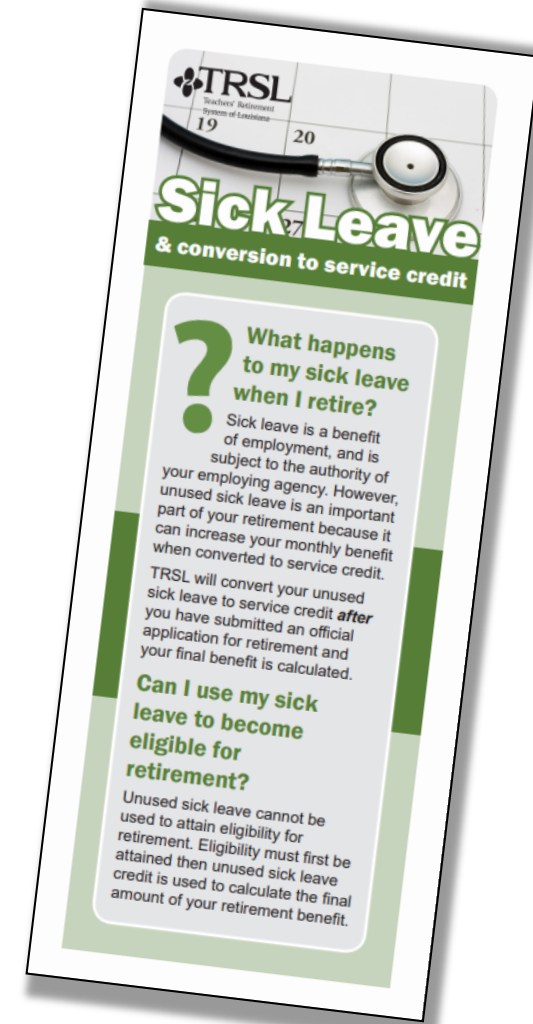 TRSL
Teachers' Retirement
System of Louisiana
19
20
27
Sick Leave
& conversion to service credit
?
What happens
to my sick leave
when I retire?
Sick leave is a benefit
of employment, and is
subject to the authority of
your employing agency. However,
unused sick leave is an important
part of your retirement because it
can increase your monthly benefit
when converted to service credit.
TRSL will convert your unused
sick leave to service credit after
you have submitted an official
application for retirement and
your final benefit is calculated.
Can I use my sick
leave to become
eligible for
retirement?
Unused sick leave cannot be
used to attain eligibility for
retirement. Eligibility must first be
attained then unused sick leave
credit is used to calculate the final
amount of your retirement benefit.